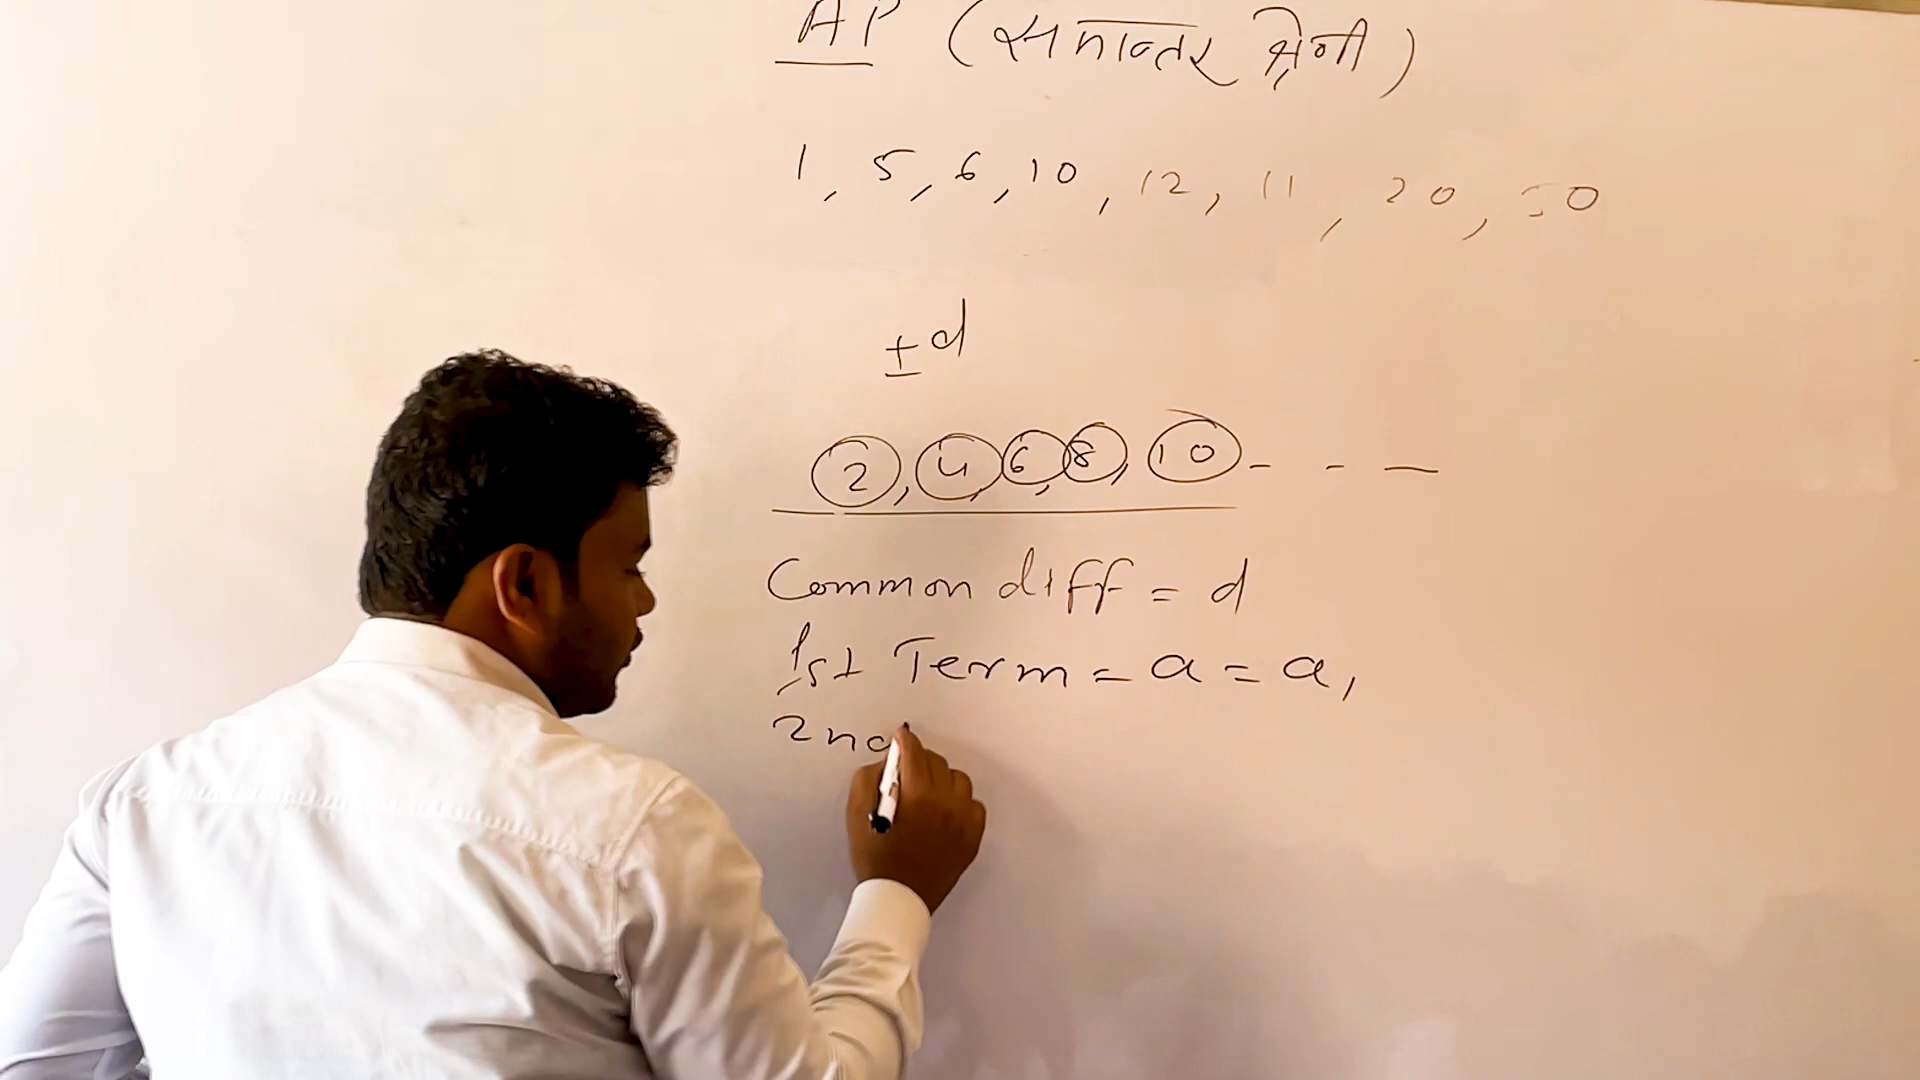 AP (समान्तर श्रेणी)
1, 5, 6, 10, 12, 11, 20, 30
±d
2, 4, 6, 8, 10 - - -
Common diff = d
1st Term = a = a,
2nd